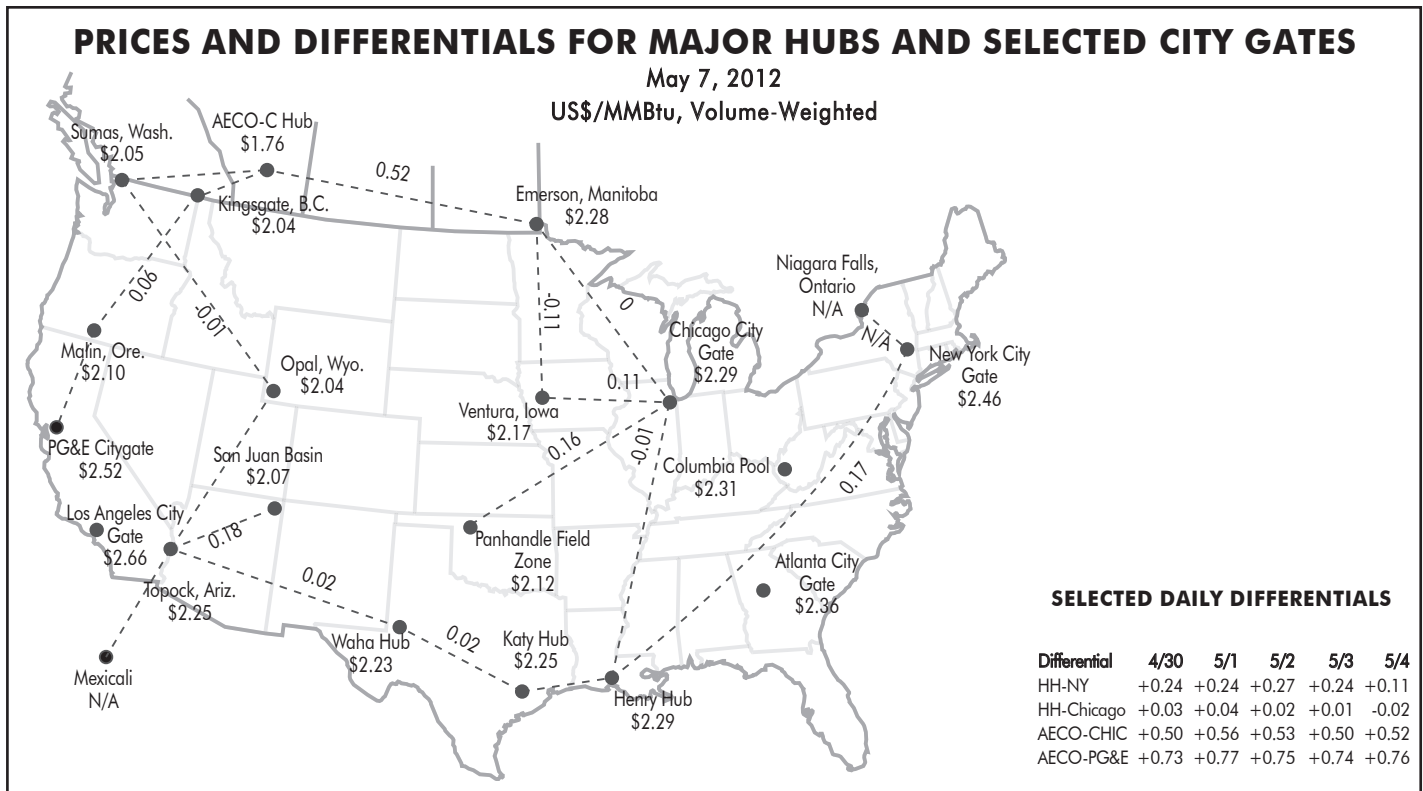 PRICES AND DIFFERENTIALS FOR MAJOR HUBS AND SELECTED CITY GATES
May 7, 2012
US$/MMBtu, Volume-Weighted
Sumas, Wash.
$2.05
AECO-C Hub
$1.76
0.52
Emerson, Manitoba
$2.28
Kingsgate, B.C.
$2.04
Niagara Falls,
Ontario
N/A
N/A
0.06
-0.01
-0.11
0
Chicago City
Gate
$2.29
New York City
Gate
$2.46
Malin, Ore.
$2.10
Opal, Wyo.
$2.04
0.11
Ventura, Iowa
$2.17
PG&E Citygate
$2.52
San Juan Basin
$2.07
0.16
-0.01
Columbia Pool
$2.31
0.17
Los Angeles City
Gate
$2.66
0.18
Panhandle Field
Zone
$2.12
Atlanta City
Gate
$2.36
Topock, Ariz.
$2.25
0.02
Waha Hub
$2.23
0.02
Katy Hub
$2.25
Mexicali
N/A
Henry Hub
$2.29
SELECTED DAILY DIFFERENTIALS
Differential 4/30 5/1 5/2 5/3 5/4
HH-NY +0.24 +0.24 +0.27 +0.24 +0.11
HH-Chicago +0.03 +0.04 +0.02 +0.01 -0.02
AECO-CHIC +0.50 +0.56 +0.53 +0.50 +0.52
AECO-PG&E +0.73 +0.77 +0.75 +0.74 +0.76